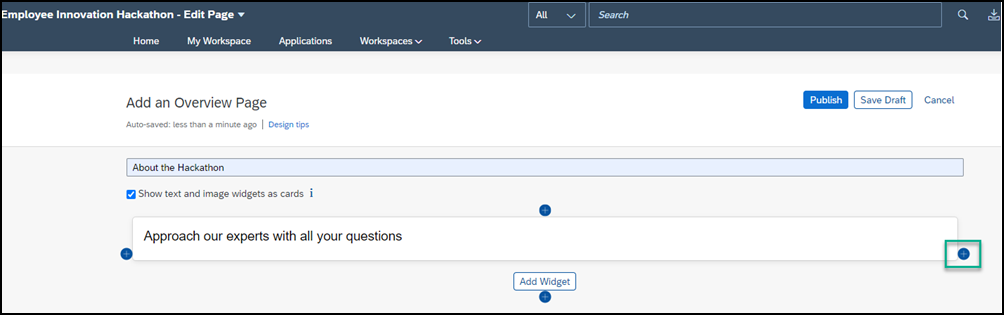 Employee Innovation Hackathon - Edit Page
All
Search
Home My Workspace Applications Workspaces Tools
Add an Overview Page
Publish Save Draft Cancel
Auto-saved: less than a minute ago | Design tips
About the Hackathon
Show text and image widgets as cards i
Approach our experts with all your questions
Add Widget